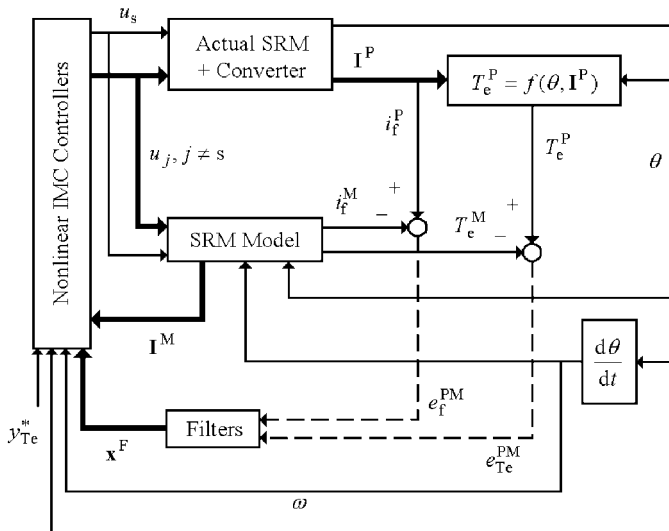 u_s
Actual SRM
+ Converter
I^P
T_e^P = f(θ, I^P)
i_f^P
T_e^P
θ
Nonlinear IMC Controllers
u_j, j ≠ s
i_f^M
+
−
T_e^M
+
−
SRM Model
I^M
dθ
dt
e_f^PM
y_Te^*
x^F
Filters
e_Te^PM
ω